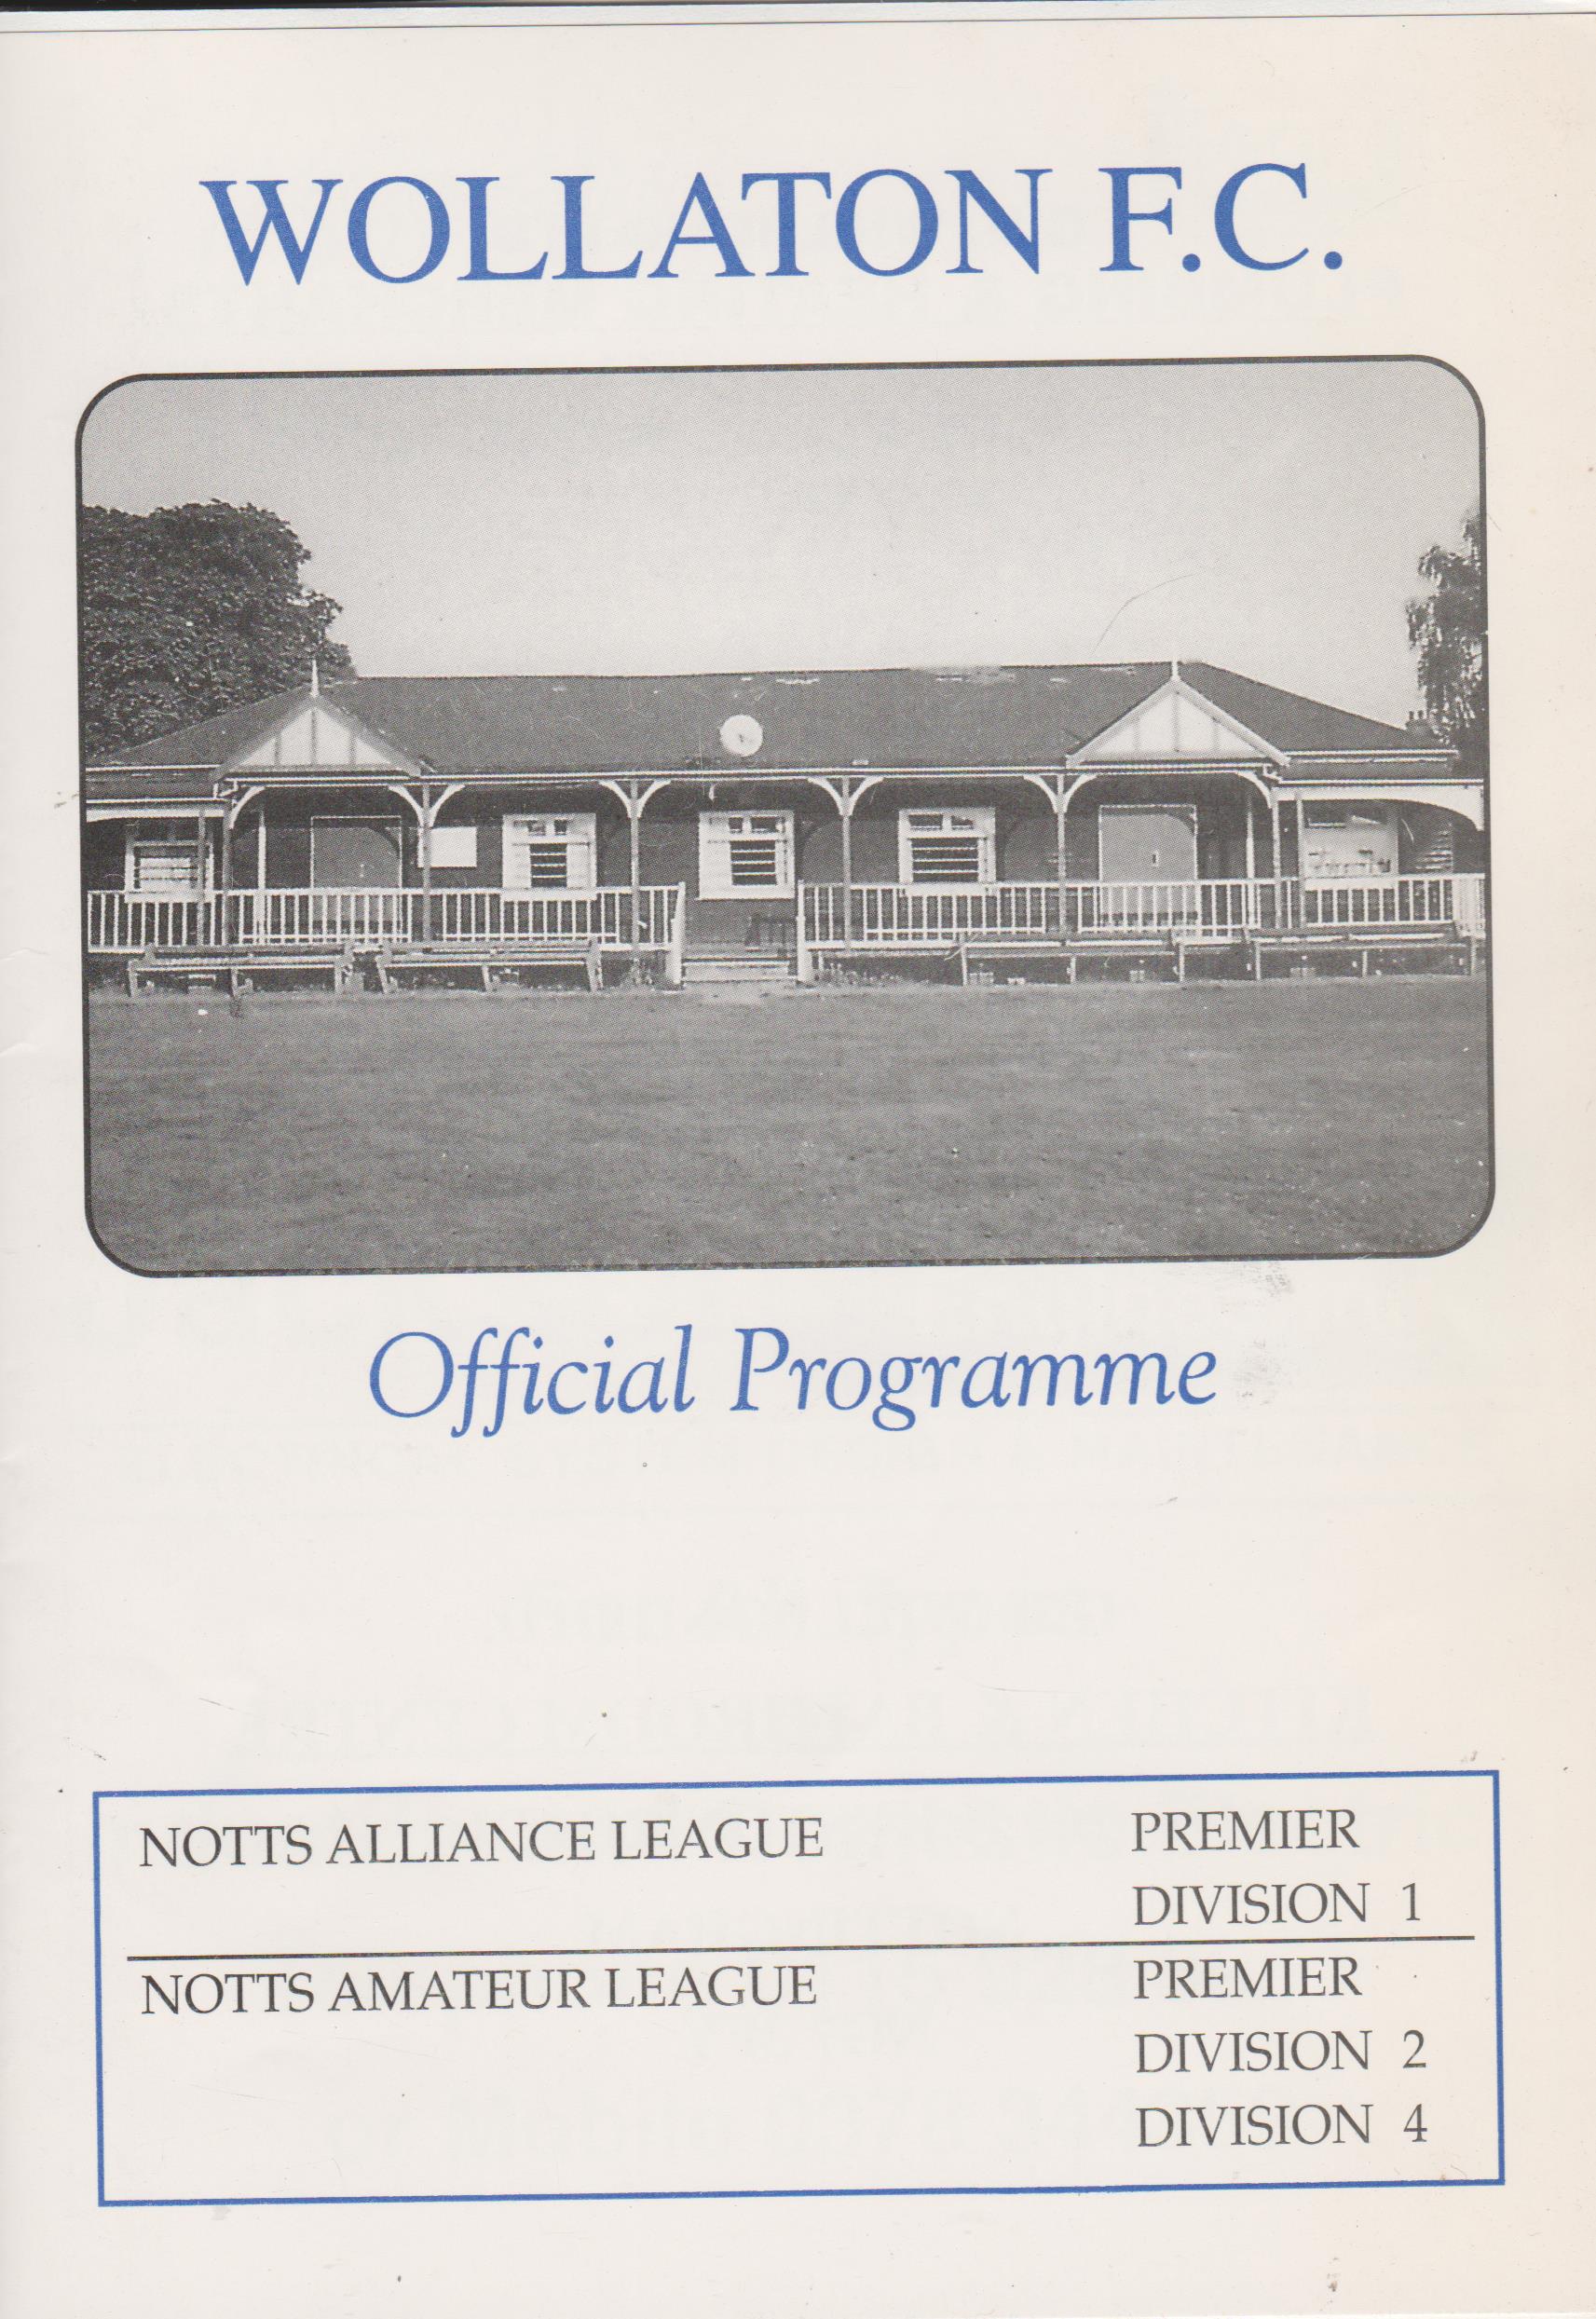 WOLLATON F.C.
Official Programme
NOTTS ALLIANCE LEAGUE PREMIER
DIVISION 1
NOTTS AMATEUR LEAGUE PREMIER
DIVISION 2
DIVISION 4